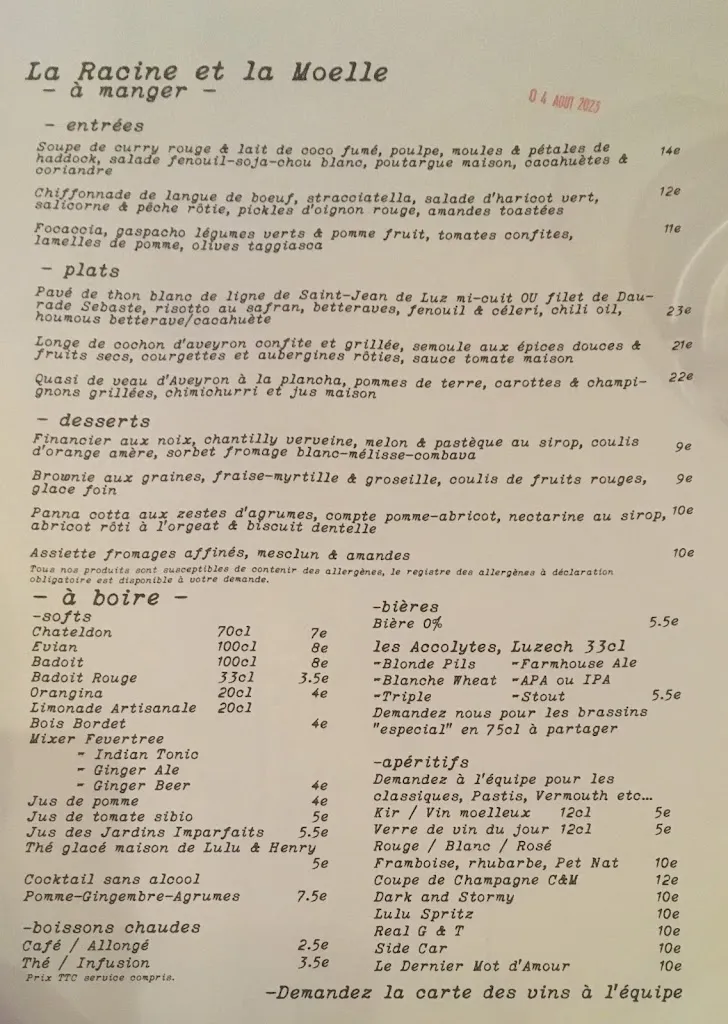 La Racine et la Moelle
- à manger -
04 AOUT 2023
- entrées
Soupe de curry rouge & lait de coco fumé, poulpe, moules & pétales de
haddock, salade fenouil-soja-chou blanc, poutargue maison, cacahuètes &
coriandre
14e
Chiffonnade de langue de boeuf, stracciatella, salade d'haricot vert,
salicorne & pêche rôtie, pickles d'oignon rouge, amandes toastées
12e
Focaccia, gaspacho légumes verts & pomme fruit, tomates confites,
lamelles de pomme, olives taggiasca
11e
- plats
Pavé de thon blanc de ligne de Saint-Jean de Luz mi-cuit OU filet de Dau-
rade Sebaste, risotto au safran, betteraves, fenouil & céleri, chili oil,
houmous betterave/cacahuète
23e
Longe de cochon d'aveyron confite et grillée, semoule aux épices douces &
fruits secs, courgettes et aubergines rôties, sauce tomate maison
21e
Quasi de veau d'Aveyron à la plancha, pommes de terre, carottes & champi-
gnons grillées, chimichurri et jus maison
22e
- desserts
Financier aux noix, chantilly verveine, melon & pastèque au sirop, coulis
d'orange amère, sorbet fromage blanc-mélisse-combava
9e
Brownie aux graines, fraise-myrtille & groseille, coulis de fruits rouges,
glace foin
9e
Panna cotta aux zestes d'agrumes, compte pomme-abricot, nectarine au sirop,
abricot rôti à l'orgeat & biscuit dentelle
10e
Assiette fromages affinés, mesclun & amandes 10e
Tous nos produits sont susceptibles de contenir des allergènes, le registre des allergènes à déclaration
obligatoire est disponible à votre demande.
- à boire -
-softs
Chateldon 70cl 7e
Evian 100cl 8e
Badoit 100cl 8e
Badoit Rouge 33cl 3.5e
Orangina 20cl 4e
Limonade Artisanale 20cl
Bois Bordet 4e
Mixer Fevertree
- Indian Tonic
- Ginger Ale
- Ginger Beer 4e
Jus de pomme 4e
Jus de tomate sibio 5e
Jus des Jardins Imparfaits 5.5e
Thé glacé maison de Lulu & Henry
5e
Cocktail sans alcool
Pomme-Gingembre-Agrumes 7.5e
-boissons chaudes
Café / Allongé 2.5e
Thé / Infusion 3.5e
Prix TTC service compris.
-bières
Bière 0% 5.5e
les Accolytes, Luzech 33cl
-Blonde Pils -Farmhouse Ale
-Blanche Wheat -APA ou IPA
-Triple -Stout 5.5e
Demandez nous pour les brassins
"especial" en 75cl à partager
-apéritifs
Demandez à l'équipe pour les
classiques, Pastis, Vermouth etc...
Kir / Vin moelleux 12cl 5e
Verre de vin du jour 12cl 5e
Rouge / Blanc / Rosé
Framboise, rhubarbe, Pet Nat 10e
Coupe de Champagne C&M 12e
Dark and Stormy 10e
Lulu Spritz 10e
Real G & T 10e
Side Car 10e
Le Dernier Mot d'Amour 10e
-Demandez la carte des vins à l'équipe